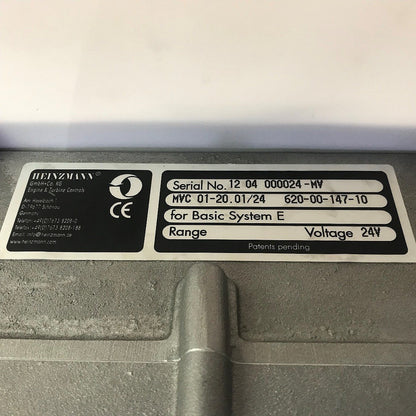 HEINZMANN®
GmbH+Co. KG
Engine & Turbine Controls
Am Haselbach 1
D-79677 Schönau
Germany
Telefon: +49(0)7673 8208-0
Telefax: +49(0)7673 8208-188
Email: info@heinzmann.de
www.heinzmann.com
CE
Serial No. 12 04 000024-MV
MVC 01-20.01/24 620-00-147-10
for Basic System E
Range Voltage 24V
Patents pending